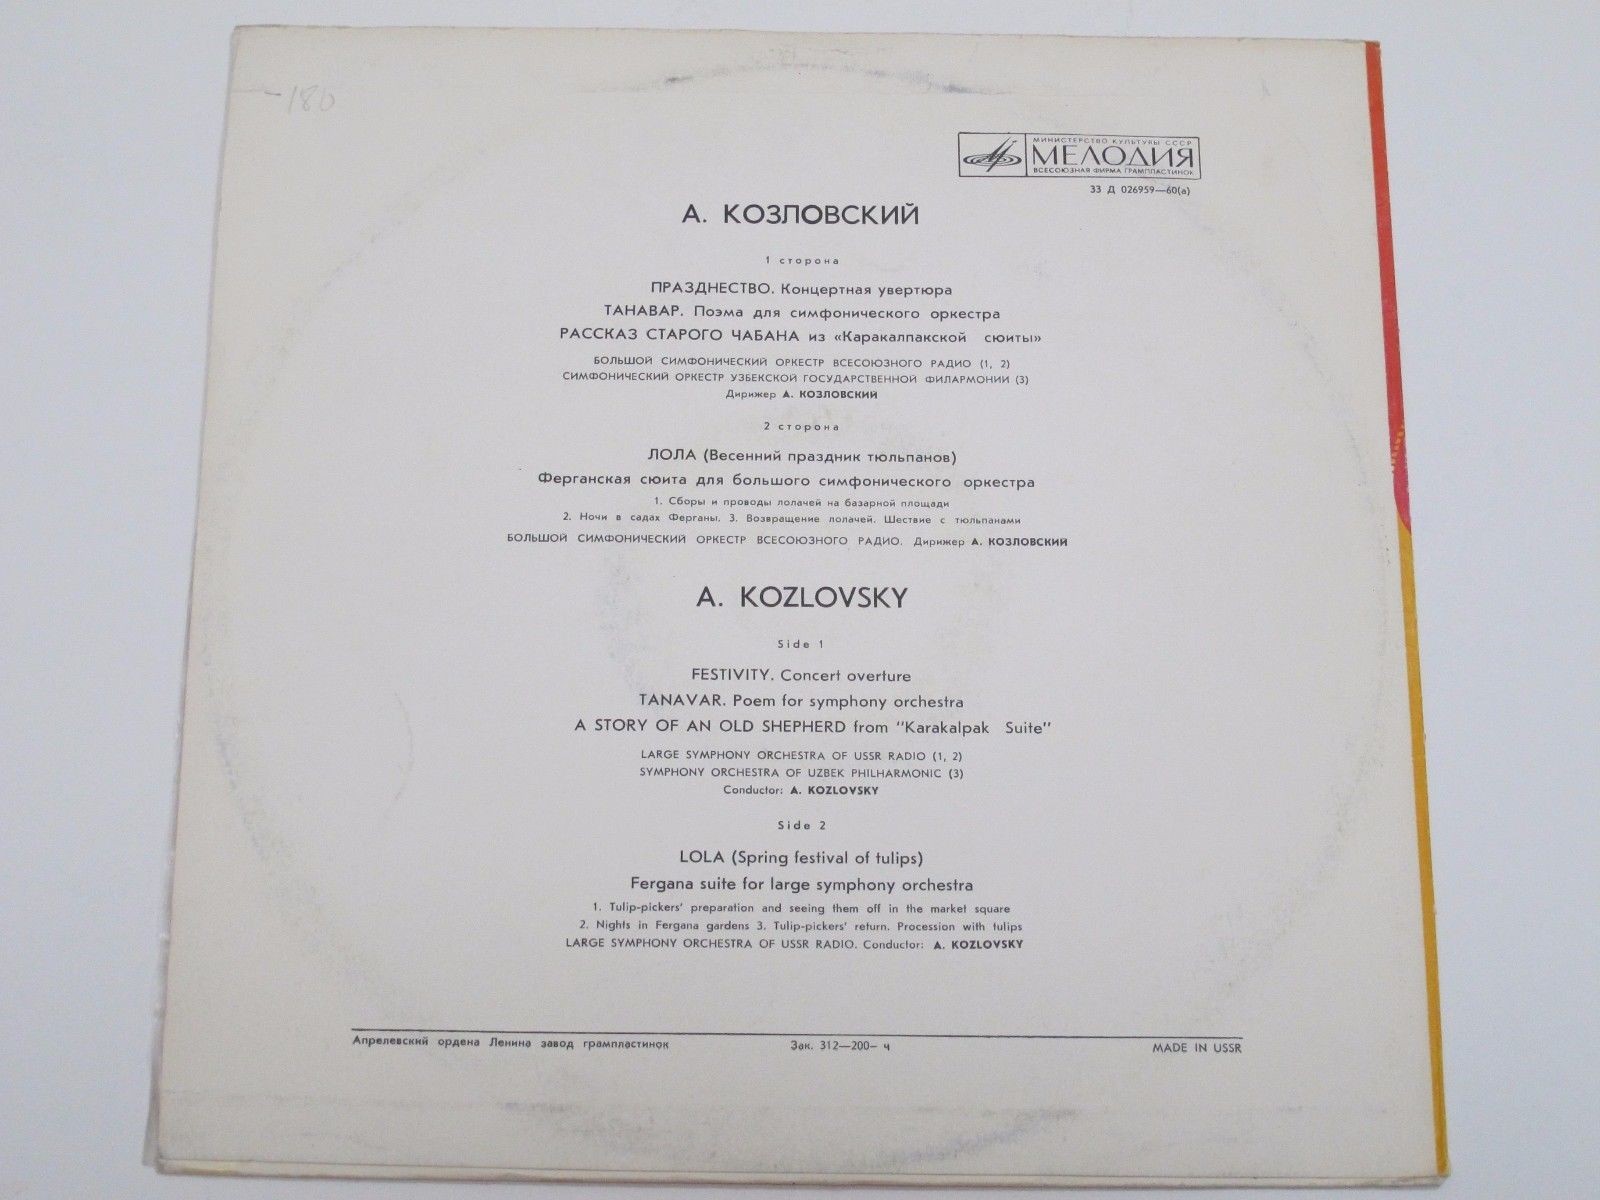 -180
МИНИСТЕРСТВО КУЛЬТУРЫ СССР
МЕЛОДИЯ
ВСЕСОЮЗНАЯ ФИРМА ГРАМПЛАСТИНОК
33 Д 026959—60(а)
А. КОЗЛОВСКИЙ
1 сторона
ПРАЗДНЕСТВО. Концертная увертюра
ТАНАВАР. Поэма для симфонического оркестра
РАССКАЗ СТАРОГО ЧАБАНА из «Каракалпакской сюиты»
БОЛЬШОЙ СИМФОНИЧЕСКИЙ ОРКЕСТР ВСЕСОЮЗНОГО РАДИО (1, 2)
СИМФОНИЧЕСКИЙ ОРКЕСТР УЗБЕКСКОЙ ГОСУДАРСТВЕННОЙ ФИЛАРМОНИИ (3)
Дирижер А. КОЗЛОВСКИЙ
2 сторона
ЛОЛА (Весенний праздник тюльпанов)
Ферганская сюита для большого симфонического оркестра
1. Сборы и проводы лолачей на базарной площади
2. Ночи в садах Ферганы. 3. Возвращение лолачей. Шествие с тюльпанами
БОЛЬШОЙ СИМФОНИЧЕСКИЙ ОРКЕСТР ВСЕСОЮЗНОГО РАДИО. Дирижер А. КОЗЛОВСКИЙ
A. KOZLOVSKY
Side 1
FESTIVITY. Concert overture
TANAVAR. Poem for symphony orchestra
A STORY OF AN OLD SHEPHERD from "Karakalpak Suite"
LARGE SYMPHONY ORCHESTRA OF USSR RADIO (1, 2)
SYMPHONY ORCHESTRA OF UZBEK PHILHARMONIC (3)
Conductor: A. KOZLOVSKY
Side 2
LOLA (Spring festival of tulips)
Fergana suite for large symphony orchestra
1. Tulip-pickers' preparation and seeing them off in the market square
2. Nights in Fergana gardens 3. Tulip-pickers' return. Procession with tulips
LARGE SYMPHONY ORCHESTRA OF USSR RADIO. Conductor: A. KOZLOVSKY
Апрелевский ордена Ленина завод грампластинок Зак. 312—200— ч MADE IN USSR